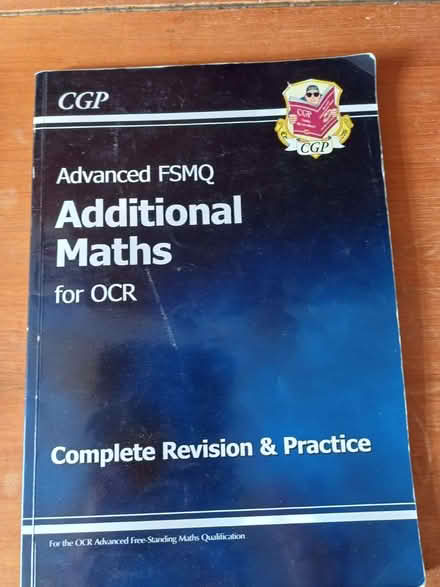 CGP
CGP
CGP
Advanced FSMQ
Additional
Maths
for OCR
Complete Revision & Practice
For the OCR Advanced Free-Standing Maths Qualification